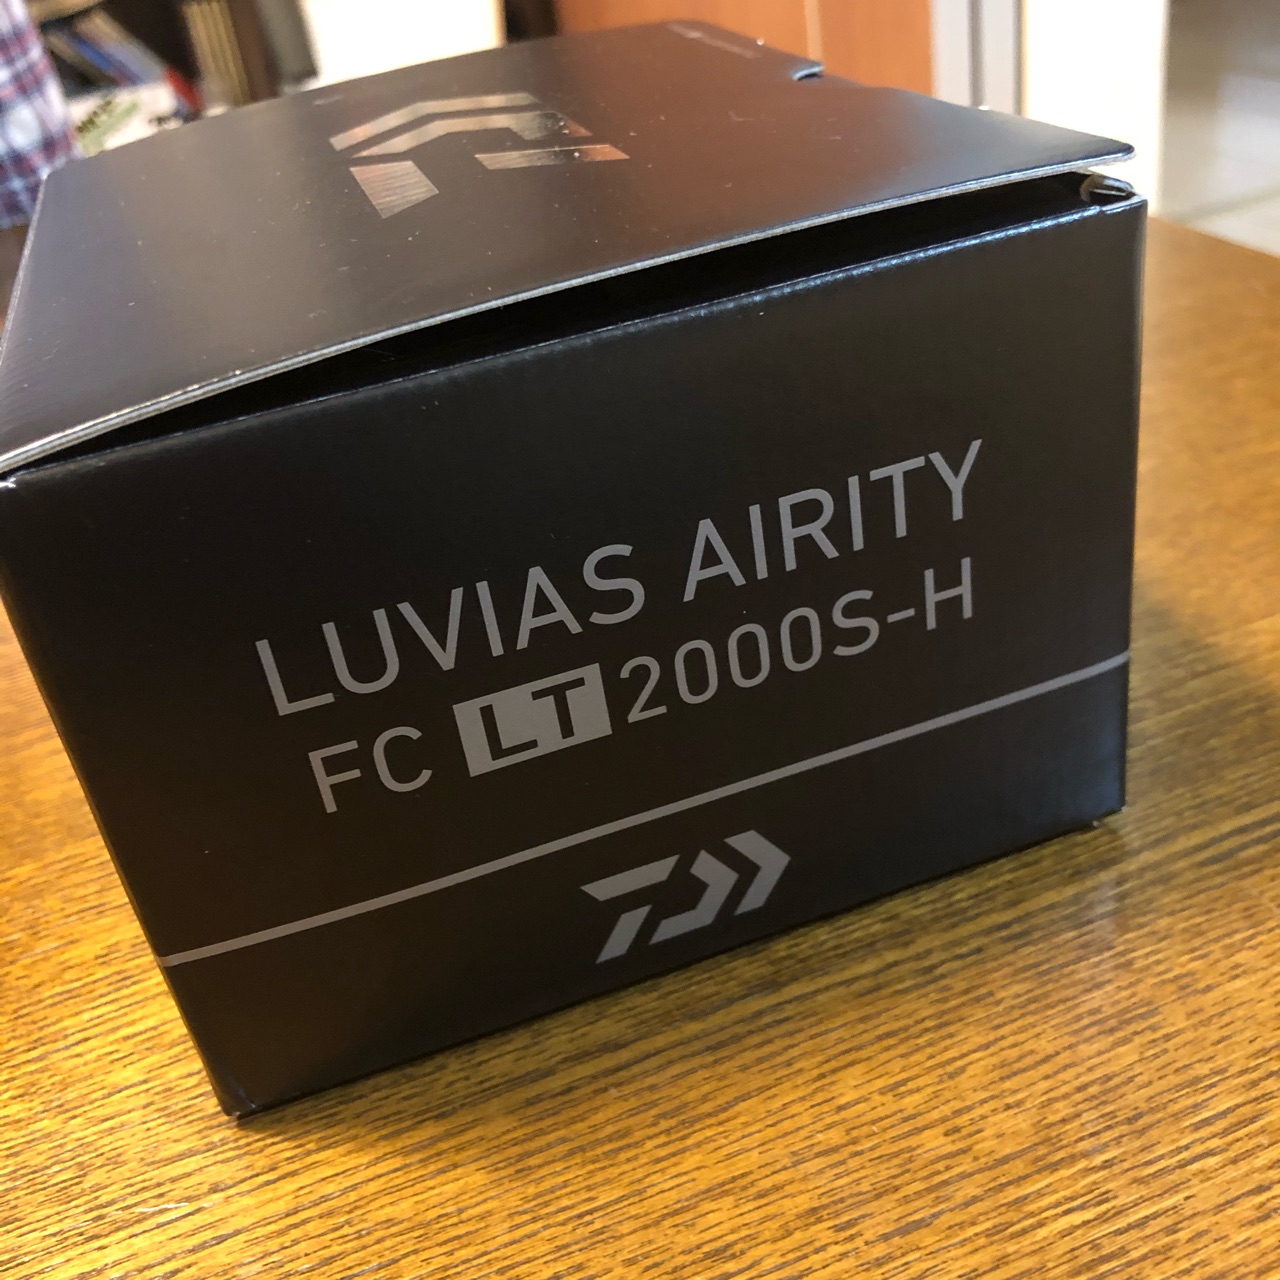 LUVIAS AIRITY
FC LT 2000S-H